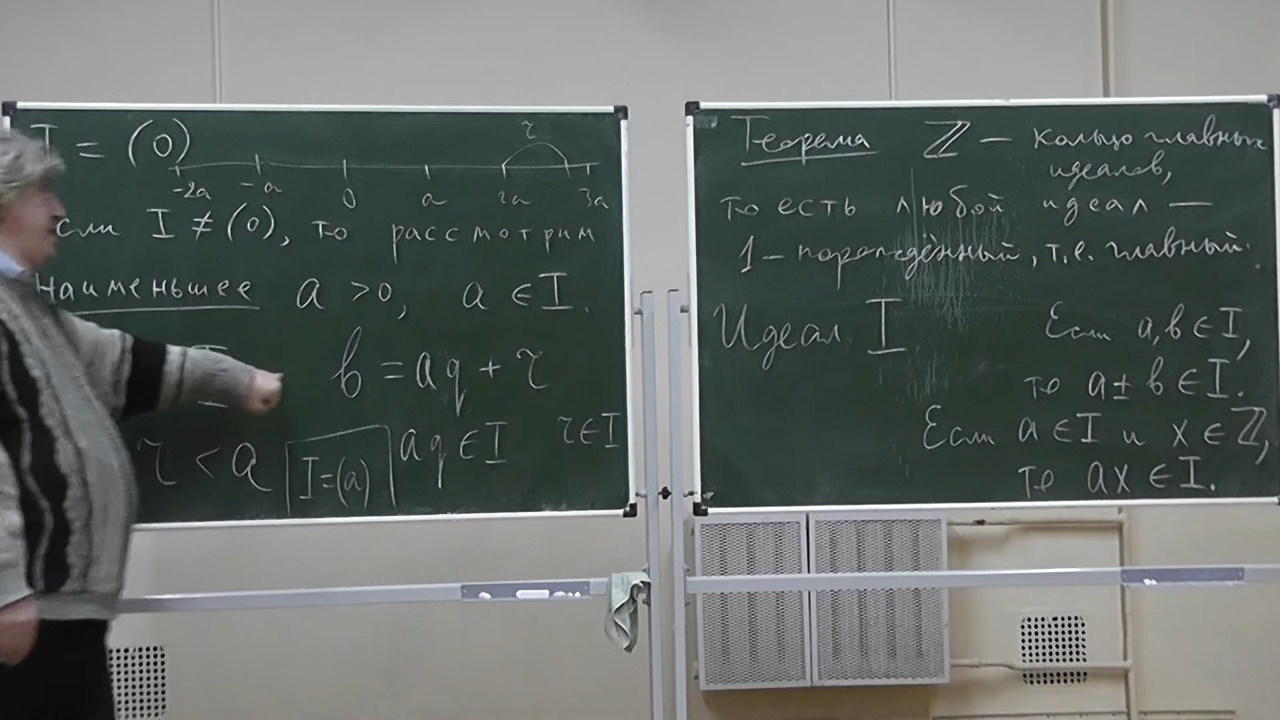 I = (0)
-2a -a 0 a 2a 3a
r
сли I ≠ (0), то рассмотрим
наименьшее a > 0, a ∈ I.
I b = aq + r
r < a I=(a) aq ∈ I r ∈ I
Теорема ℤ — кольцо главных
идеалов,
то есть любой идеал —
1 – порождённый, т.е. главный.
Идеал I Если a, b ∈ I,
то a ± b ∈ I.
Если a ∈ I и x ∈ ℤ,
то ax ∈ I.